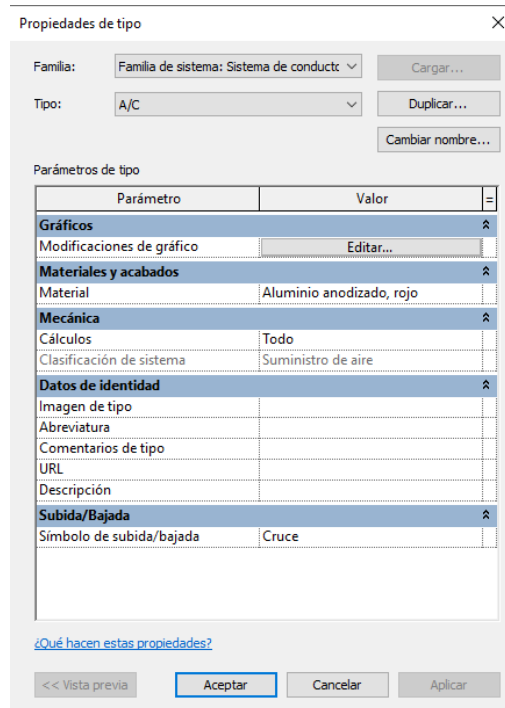 Propiedades de tipo
Familia: Familia de sistema: Sistema de conducto Cargar...
Tipo: A/C Duplicar...
Cambiar nombre...
Parámetros de tipo
Parámetro Valor =
Gráficos
Modificaciones de gráfico Editar...
Materiales y acabados
Material Aluminio anodizado, rojo
Mecánica
Cálculos Todo
Clasificación de sistema Suministro de aire
Datos de identidad
Imagen de tipo
Abreviatura
Comentarios de tipo
URL
Descripción
Subida/Bajada
Símbolo de subida/bajada Cruce
¿Qué hacen estas propiedades?
<< Vista previa Aceptar Cancelar Aplicar